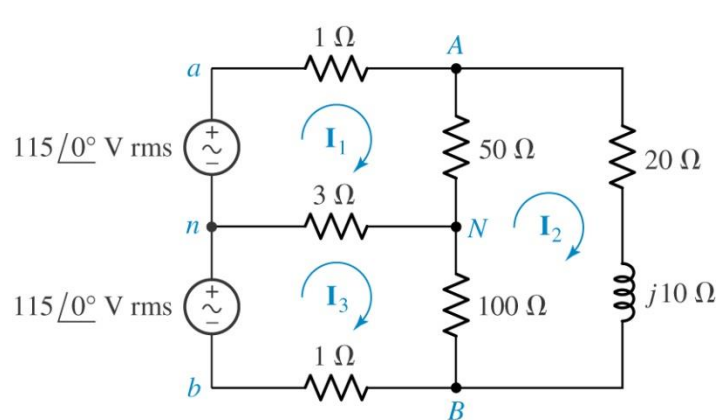 1 Ω
A
a
115/0° V rms
+
−
I₁
50 Ω
20 Ω
3 Ω
n
N
I₂
115/0° V rms
+
−
I₃
100 Ω
j10 Ω
1 Ω
b
B